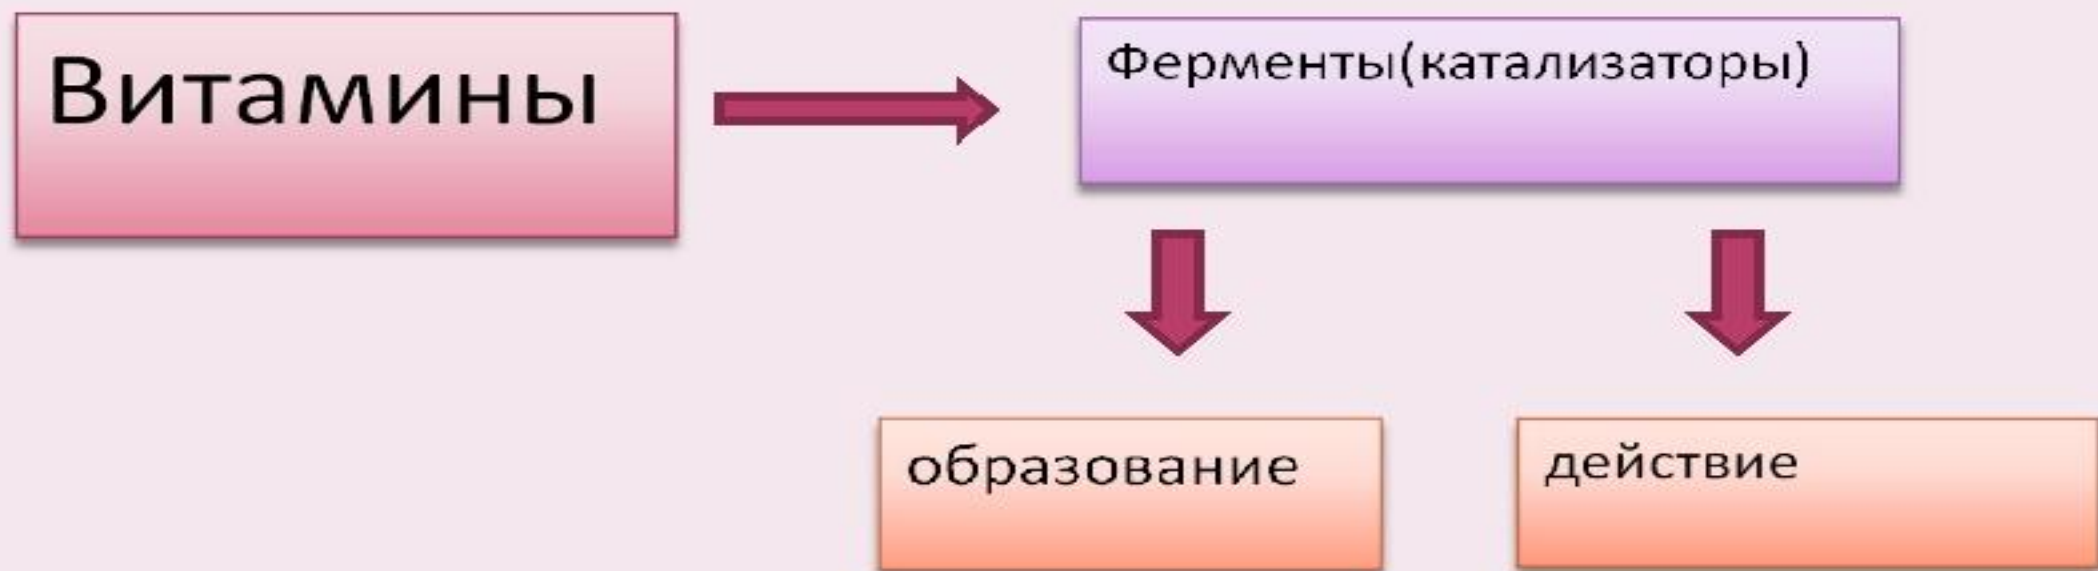 Витамины
Ферменты(катализаторы)
образование
действие